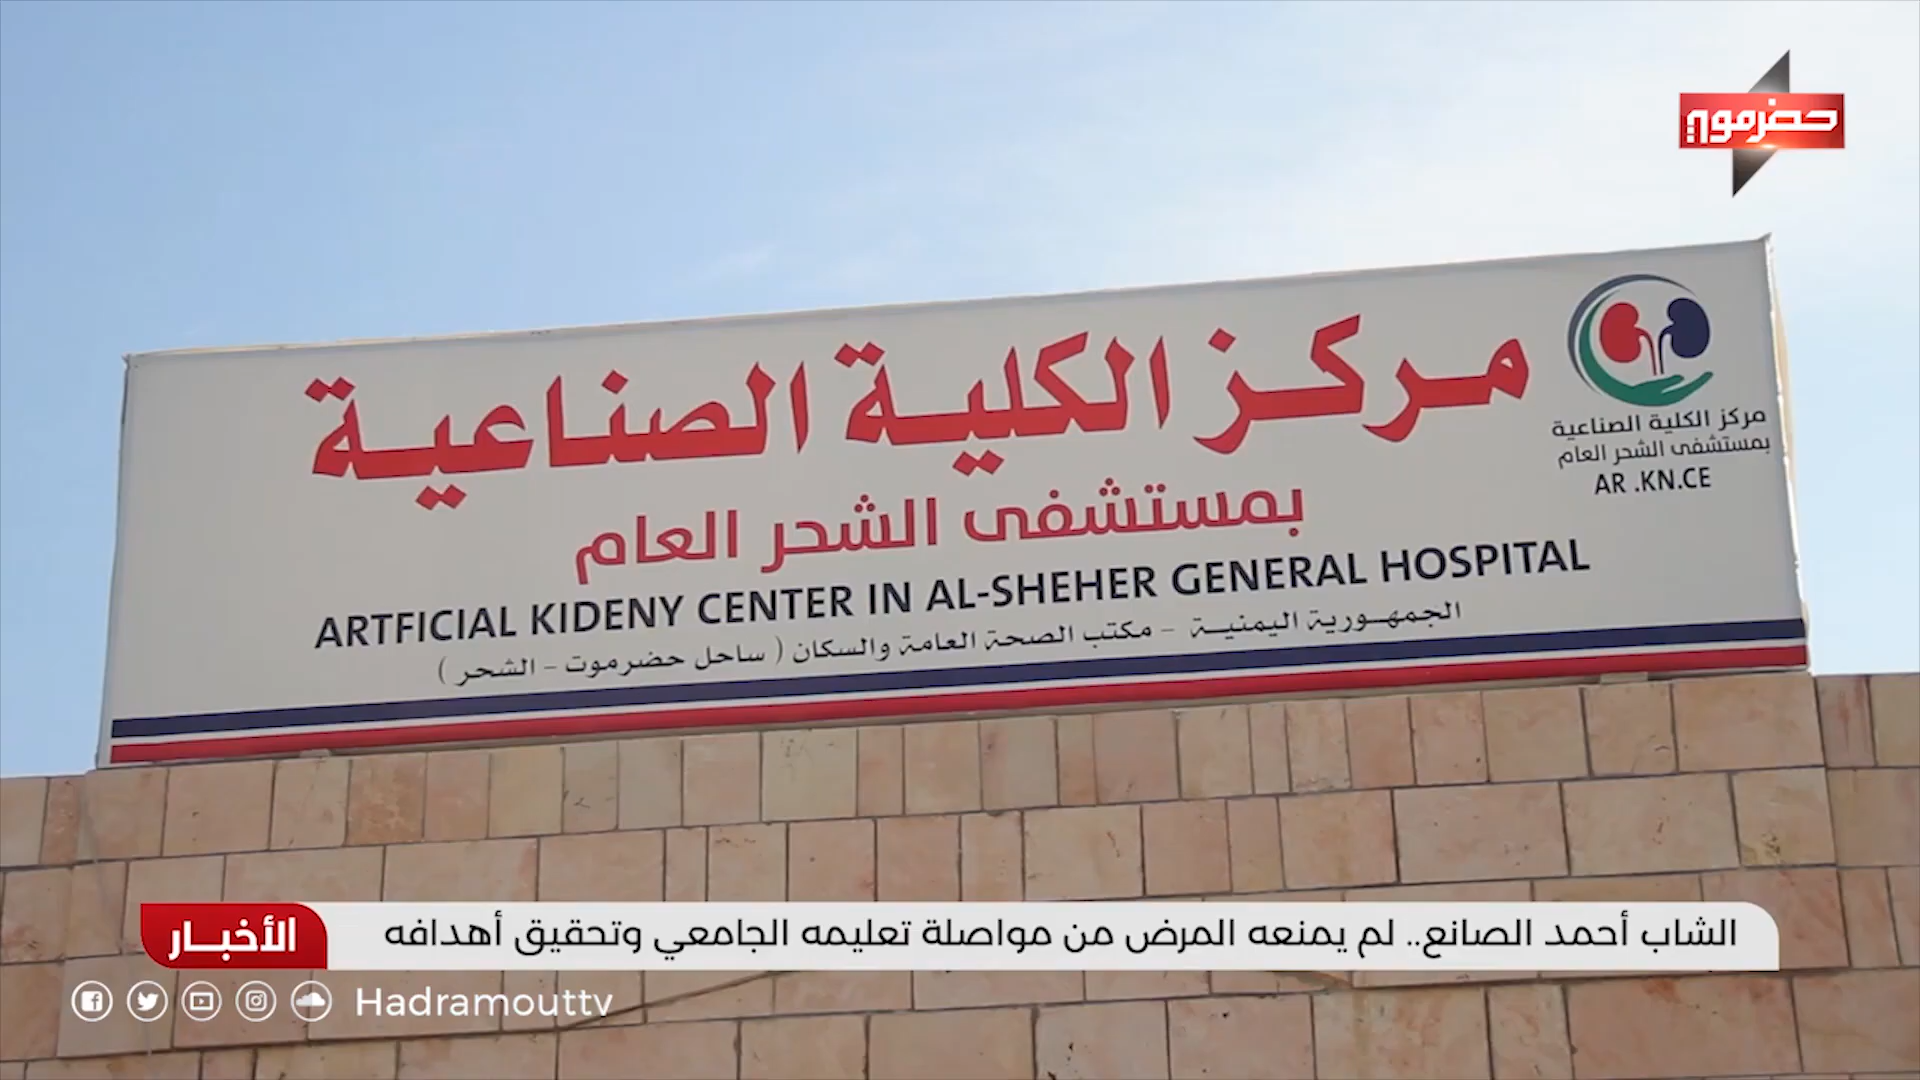 حضرموت
مركز الكلية الصناعية
بمستشفى الشحر العام
ARTFICIAL KIDENY CENTER IN AL-SHEHER GENERAL HOSPITAL
الجمهورية اليمنية - مكتب الصحة العامة والسكان ( ساحل حضرموت - الشحر )
مركز الكلية الصناعية
بمستشفى الشحر العام
AR .KN.CE
الشاب أحمد الصانع.. لم يمنعه المرض من مواصلة تعليمه الجامعي وتحقيق أهدافه
الأخبار
Hadramouttv